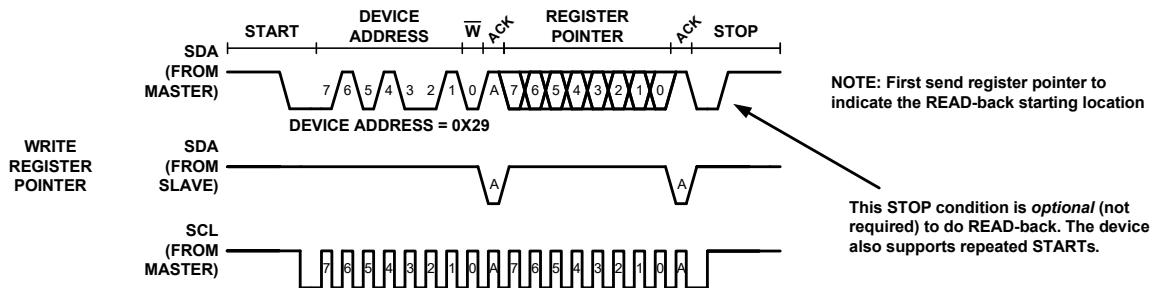 START
DEVICE
ADDRESS
W
ACK
REGISTER
POINTER
ACK
STOP
SDA
(FROM
MASTER)
7 6 5 4 3 2 1 0 A 7 6 5 4 3 2 1 0 A
DEVICE ADDRESS = 0X29
NOTE: First send register pointer to
indicate the READ-back starting location
WRITE
REGISTER
POINTER
SDA
(FROM
SLAVE)
A A
This STOP condition is optional (not
required) to do READ-back. The device
also supports repeated STARTs.
SCL
(FROM
MASTER)
7 6 5 4 3 2 1 0 A 7 6 5 4 3 2 1 0 A